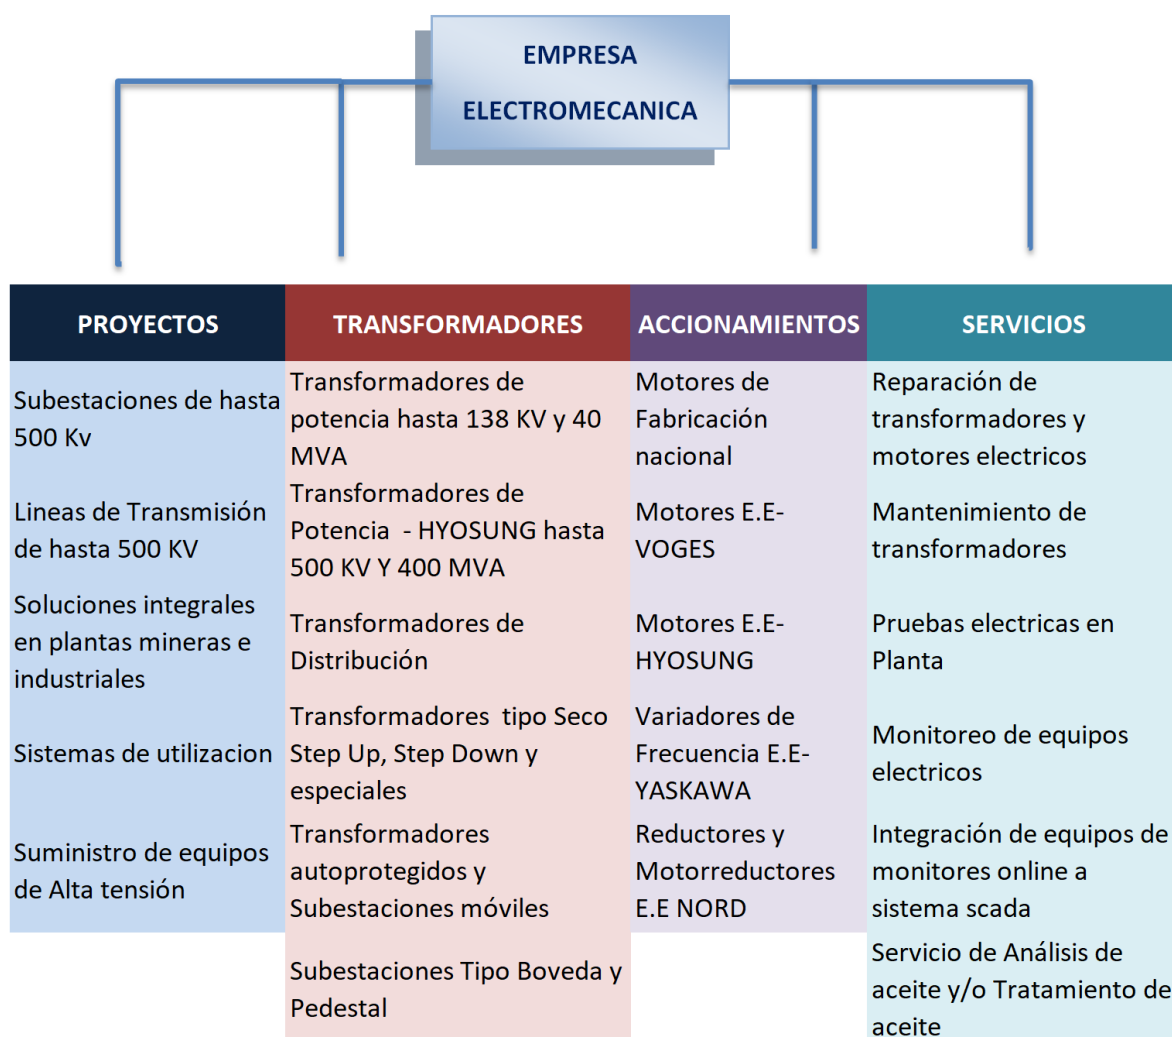 EMPRESA
ELECTROMECANICA
PROYECTOS
Subestaciones de hasta
500 Kv
Lineas de Transmisión
de hasta 500 KV
Soluciones integrales
en plantas mineras e
industriales
Sistemas de utilizacion
Suministro de equipos
de Alta tensión
TRANSFORMADORES
Transformadores de
potencia hasta 138 KV y 40
MVA
Transformadores de
Potencia - HYOSUNG hasta
500 KV Y 400 MVA
Transformadores de
Distribución
Transformadores tipo Seco
Step Up, Step Down y
especiales
Transformadores
autoprotegidos y
Subestaciones móviles
Subestaciones Tipo Boveda y
Pedestal
ACCIONAMIENTOS
Motores de
Fabricación
nacional
Motores E.E-
VOGES
Motores E.E-
HYOSUNG
Variadores de
Frecuencia E.E-
YASKAWA
Reductores y
Motorreductores
E.E NORD
SERVICIOS
Reparación de
transformadores y
motores electricos
Mantenimiento de
transformadores
Pruebas electricas en
Planta
Monitoreo de equipos
electricos
Integración de equipos de
monitores online a
sistema scada
Servicio de Análisis de
aceite y/o Tratamiento de
aceite